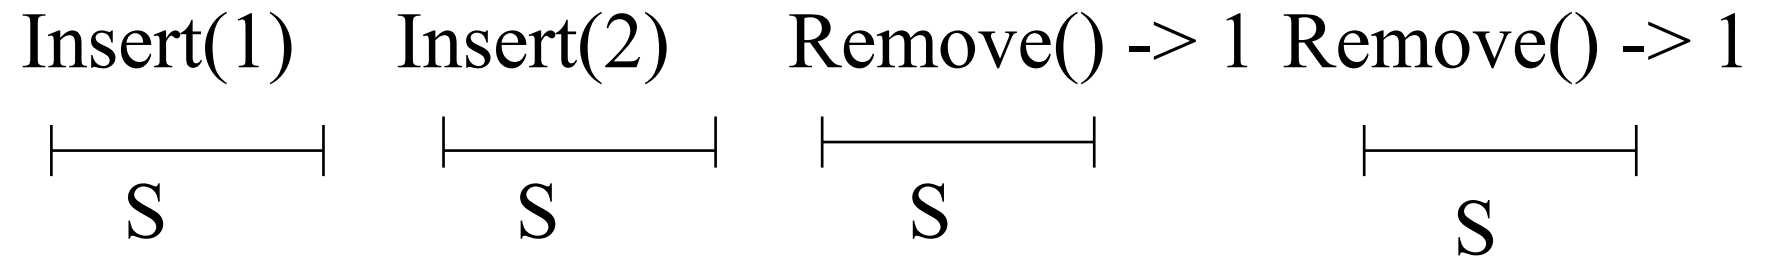 Insert(1) Insert(2) Remove() -> 1 Remove() -> 1
S S S S